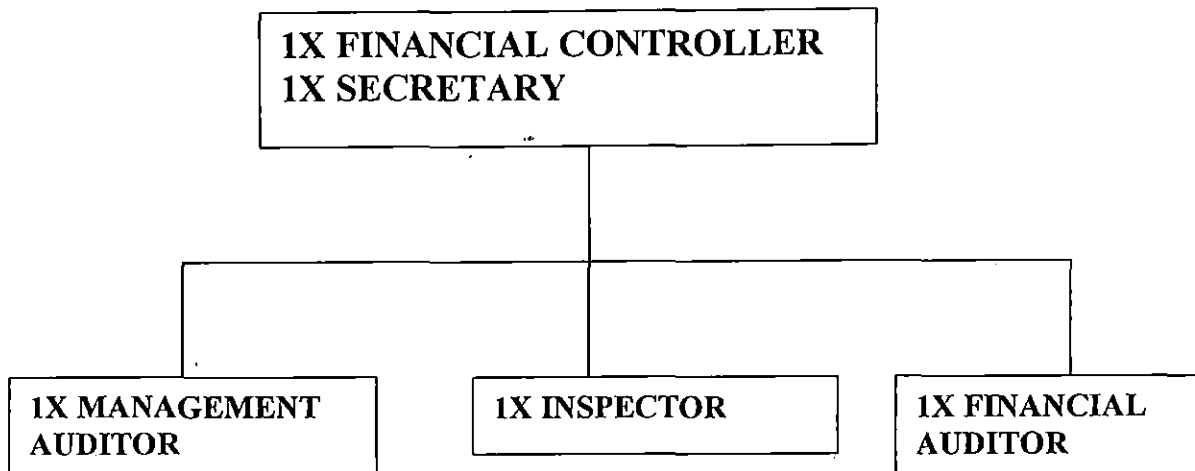 1X FINANCIAL CONTROLLER
1X SECRETARY
1X MANAGEMENT
AUDITOR
1X INSPECTOR
1X FINANCIAL
AUDITOR